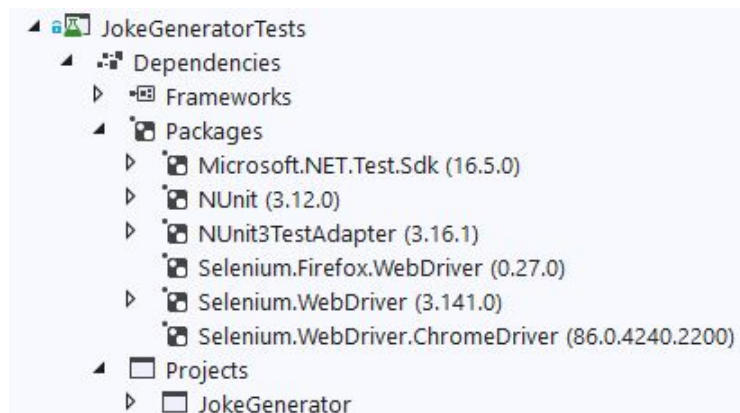 JokeGeneratorTests
Dependencies
Frameworks
Packages
Microsoft.NET.Test.Sdk (16.5.0)
NUnit (3.12.0)
NUnit3TestAdapter (3.16.1)
Selenium.Firefox.WebDriver (0.27.0)
Selenium.WebDriver (3.141.0)
Selenium.WebDriver.ChromeDriver (86.0.4240.2200)
Projects
JokeGenerator